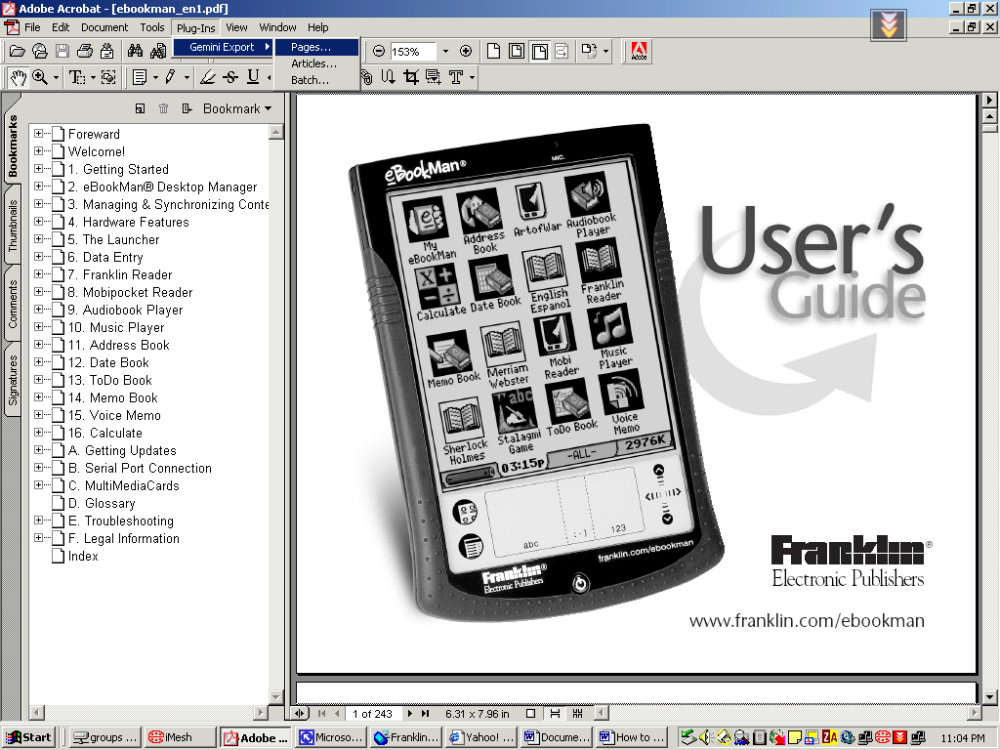 Adobe Acrobat - [ebookman_en1.pdf]
File Edit Document Tools Plug-Ins View Window Help
Gemini Export
Pages...
Articles...
Batch...
153%
Adobe
Bookmarks
Thumbnails
Comments
Signatures
Bookmark
Foreward
Welcome!
1. Getting Started
2. eBookMan® Desktop Manager
3. Managing & Synchronizing Conte
4. Hardware Features
5. The Launcher
6. Data Entry
7. Franklin Reader
8. Mobipocket Reader
9. Audiobook Player
10. Music Player
11. Address Book
12. Date Book
13. ToDo Book
14. Memo Book
15. Voice Memo
16. Calculate
A. Getting Updates
B. Serial Port Connection
C. MultiMediaCards
D. Glossary
E. Troubleshooting
F. Legal Information
Index
eBookMan®
MIC.
My eBookMan
Address Book
ArtofWar
Audiobook Player
Calculate
Date Book
English Espanol
Franklin Reader
Memo Book
Merriam Webster
Mobi Reader
Music Player
Sherlock Holmes
abc
Stalagmi Game
ToDo Book
Voice Memo
03:15p
-ALL-
2976K
abc
:-)
123
Franklin®
Electronic Publishers
franklin.com/ebookman
User's
Guide
Franklin®
Electronic Publishers
www.franklin.com/ebookman
1 of 243
6.31 x 7.96 in
Start
groups ...
iMesh
Adobe ...
Microso...
Franklin...
Yahoo! ...
Docume...
How to ...
ZA
11:04 PM